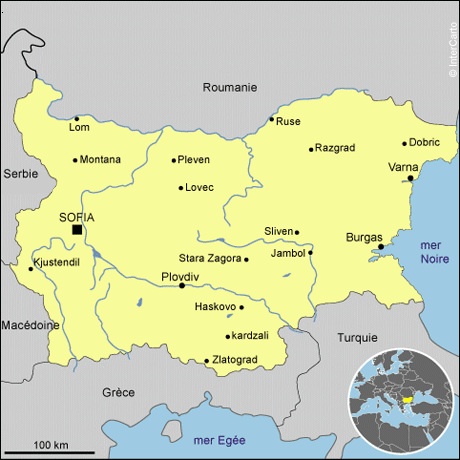 © InterCarto
Roumanie
Lom
Ruse
Razgrad
Dobric
Montana
Pleven
Varna
Serbie
Lovec
SOFIA
Sliven
Burgas
mer
Noire
Kjustendil
Stara Zagora
Jambol
Plovdiv
Haskovo
Macédoine
kardzali
Turquie
Zlatograd
Grèce
100 km
mer Egée